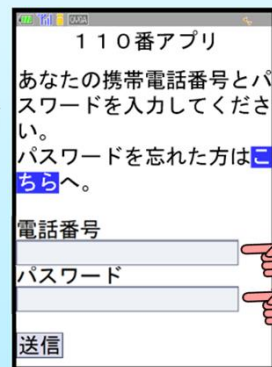 QVGA
110番アプリ
あなたの携帯電話番号とパ
スワードを入力してくださ
い。
パスワードを忘れた方はこ
ちらへ。
電話番号
パスワード
送信